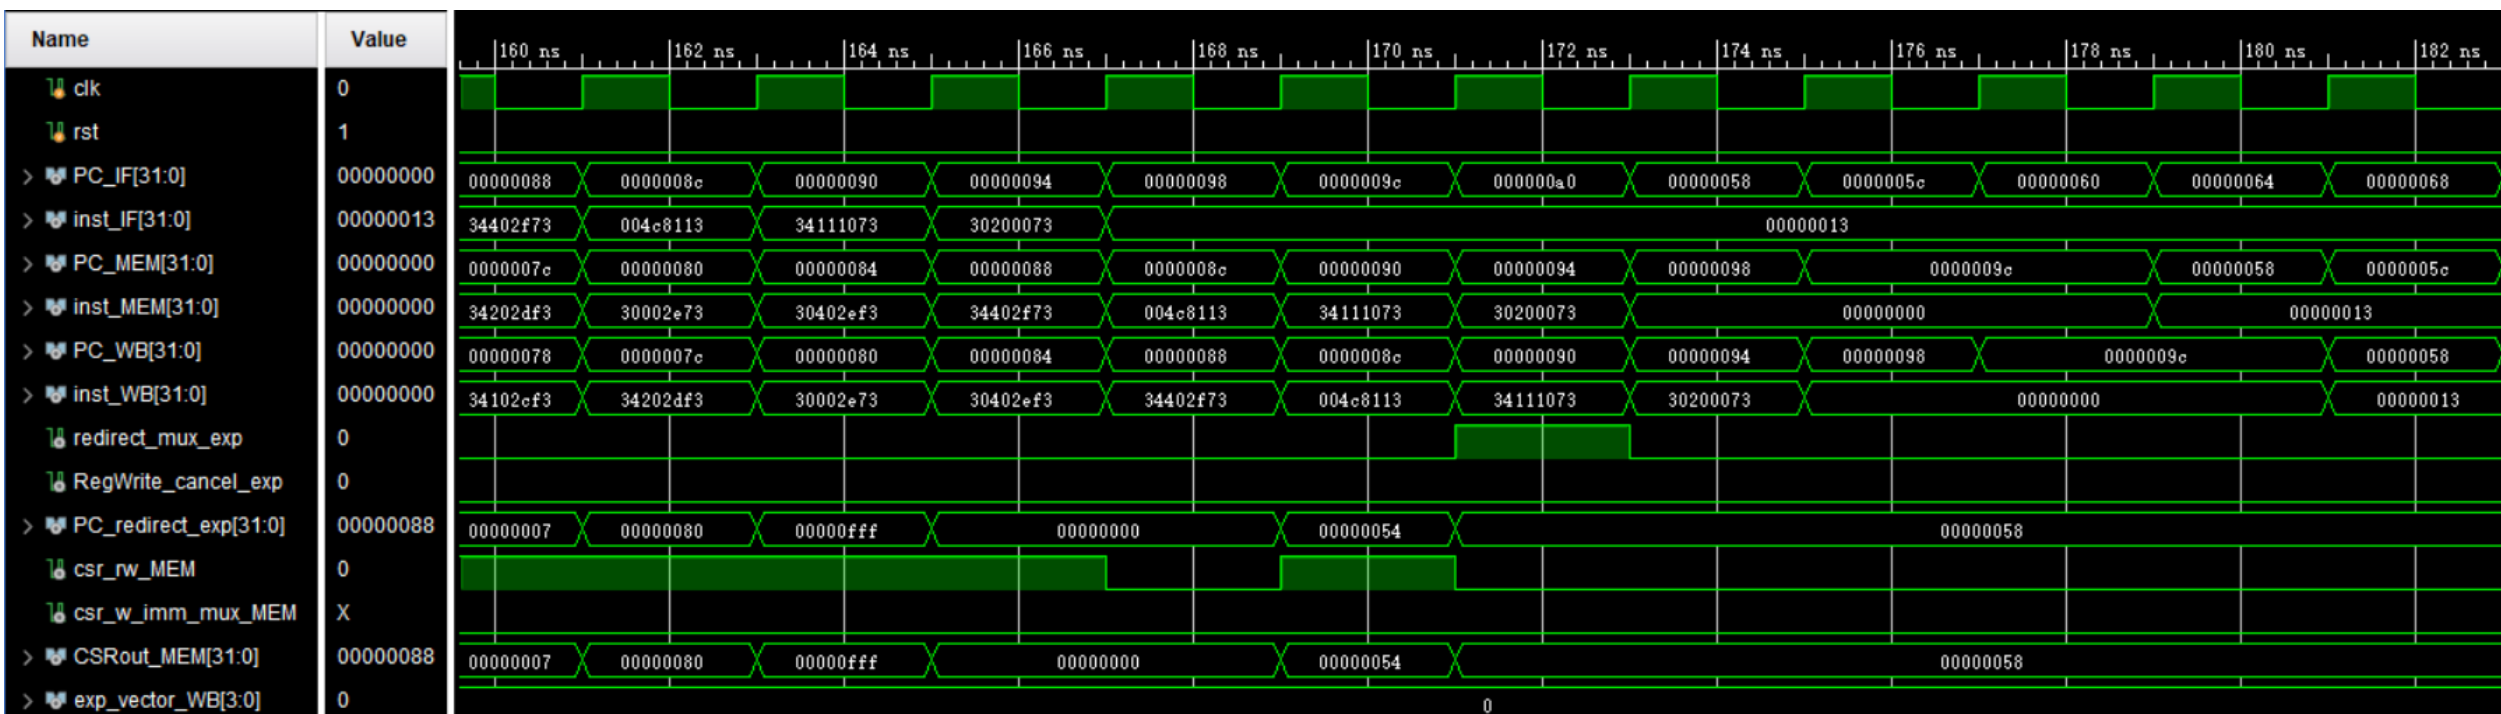 Name Value 160 ns 162 ns 164 ns 166 ns 168 ns 170 ns 172 ns 174 ns 176 ns 178 ns 180 ns 182 ns
clk 0
rst 1
PC_IF[31:0] 00000000 00000088 0000008c 00000090 00000094 00000098 0000009c 000000a0 00000058 0000005c 00000060 00000064 00000068
inst_IF[31:0] 00000013 34402f73 004c8113 34111073 30200073 00000013
PC_MEM[31:0] 00000000 0000007c 00000080 00000084 00000088 0000008c 00000090 00000094 00000098 0000009c 00000058 0000005c
inst_MEM[31:0] 00000000 34202df3 30002e73 30402ef3 34402f73 004c8113 34111073 30200073 00000000 00000013
PC_WB[31:0] 00000000 00000078 0000007c 00000080 00000084 00000088 0000008c 00000090 00000094 00000098 0000009c 00000058
inst_WB[31:0] 00000000 34102cf3 34202df3 30002e73 30402ef3 34402f73 004c8113 34111073 30200073 00000000 00000013
redirect_mux_exp 0
RegWrite_cancel_exp 0
PC_redirect_exp[31:0] 00000088 00000007 00000080 00000fff 00000000 00000054 00000058
csr_rw_MEM 0
csr_w_imm_mux_MEM X
CSRout_MEM[31:0] 00000088 00000007 00000080 00000fff 00000000 00000054 00000058
exp_vector_WB[3:0] 0 0